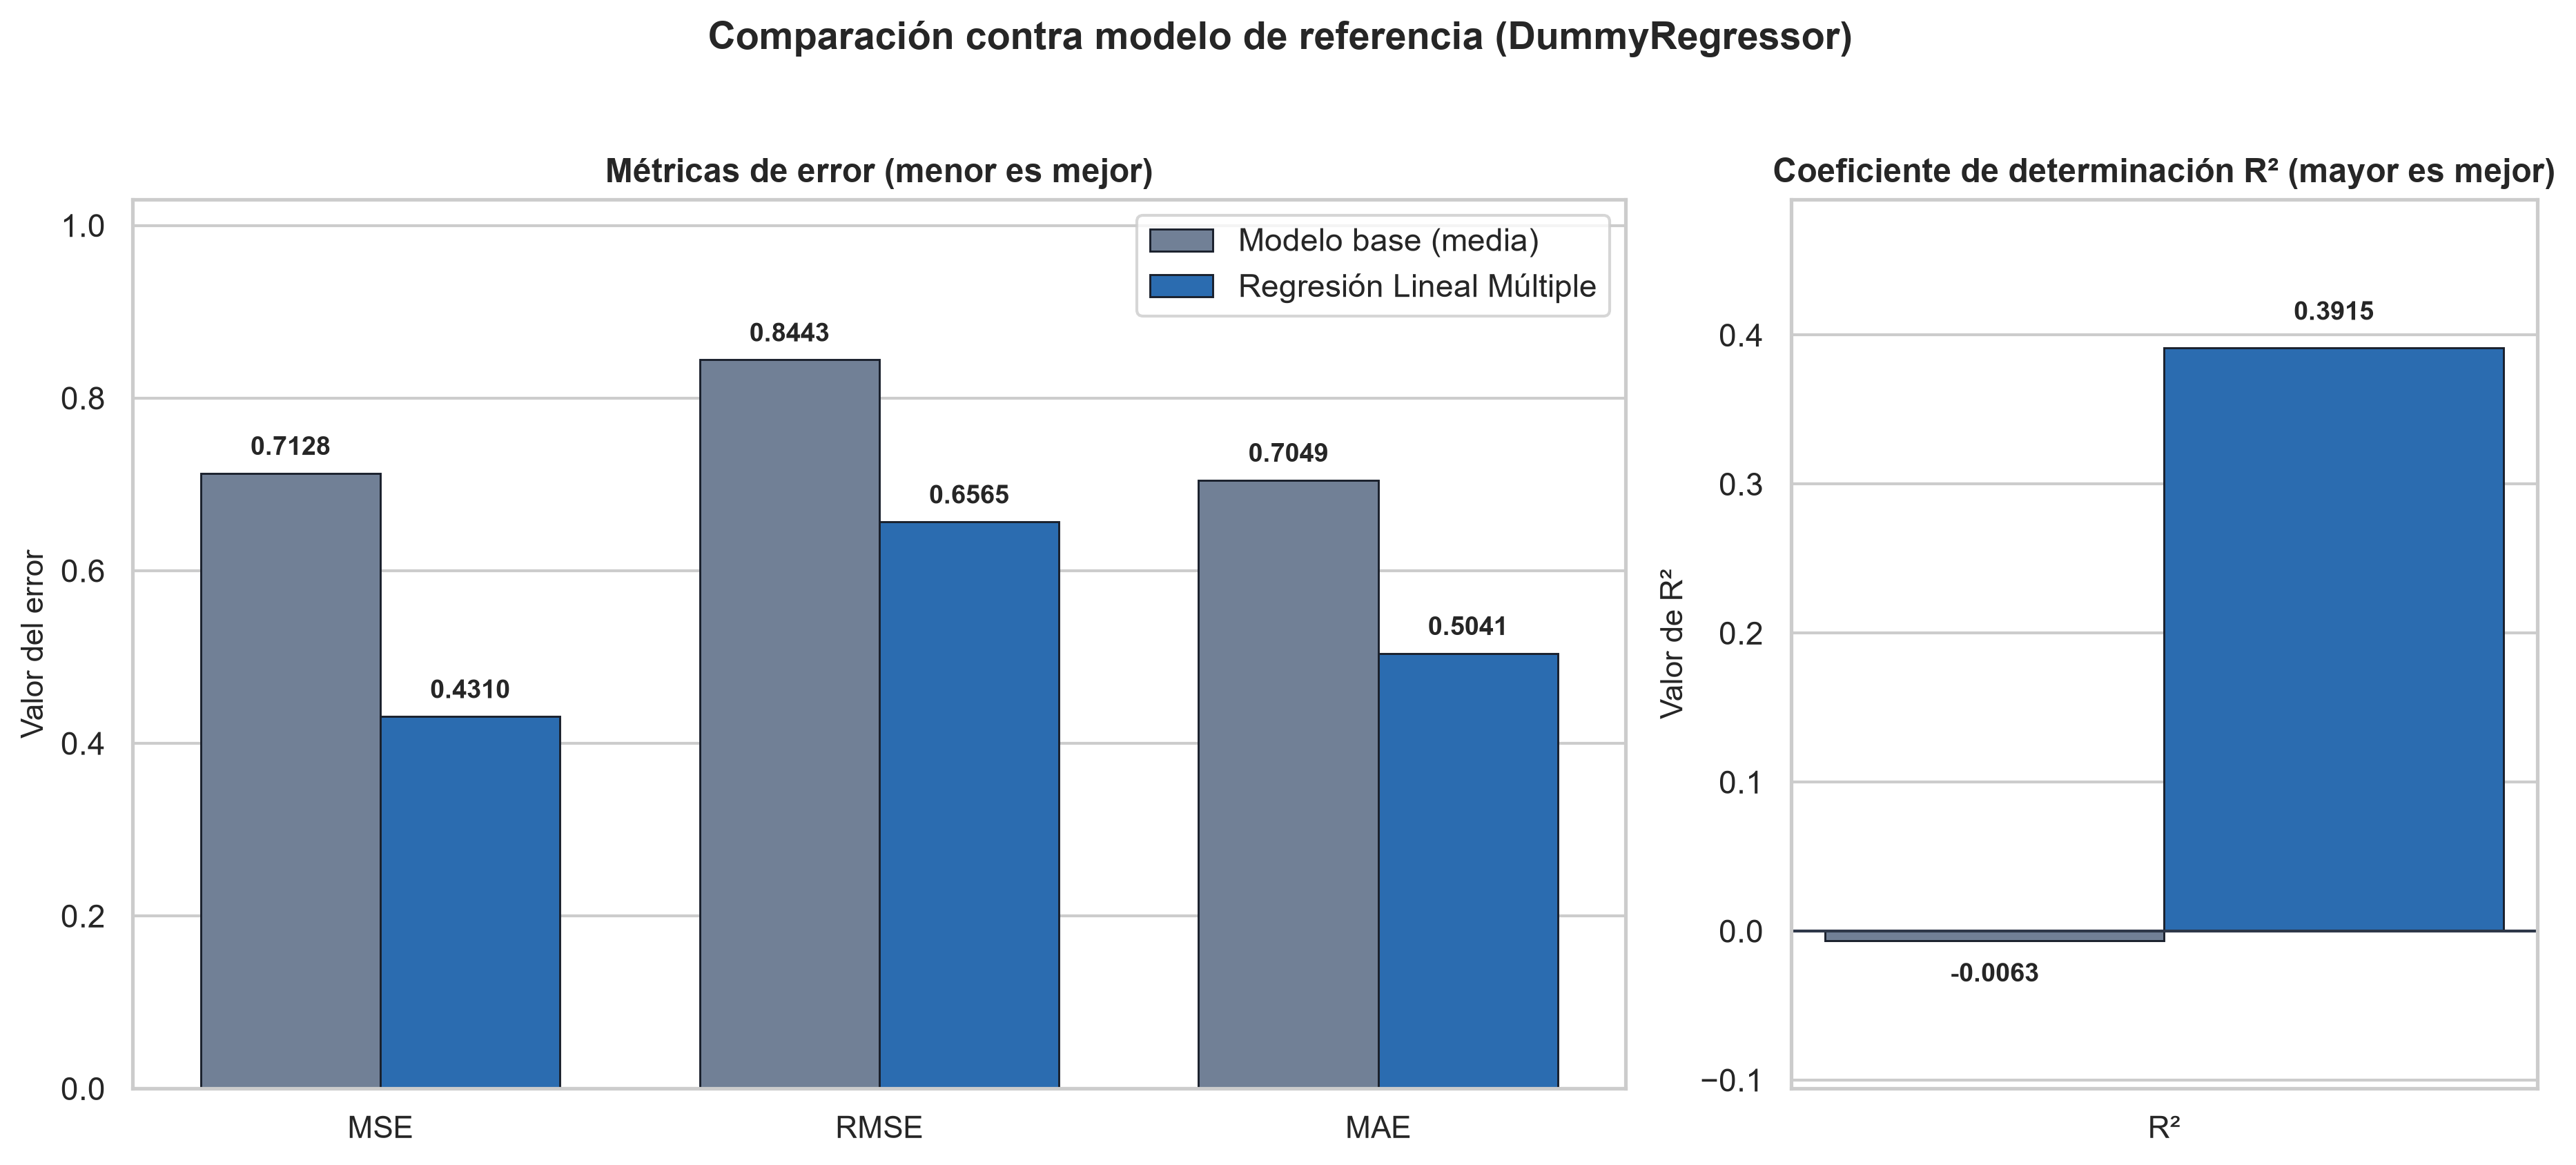 Comparación contra modelo de referencia (DummyRegressor)
Métricas de error (menor es mejor)
Valor del error
1.0
0.8
0.6
0.4
0.2
0.0
Modelo base (media)
Regresión Lineal Múltiple
0.7128
0.4310
0.8443
0.6565
0.7049
0.5041
MSE
RMSE
MAE
Coeficiente de determinación R² (mayor es mejor)
Valor de R²
0.4
0.3
0.2
0.1
0.0
−0.1
0.3915
-0.0063
R²